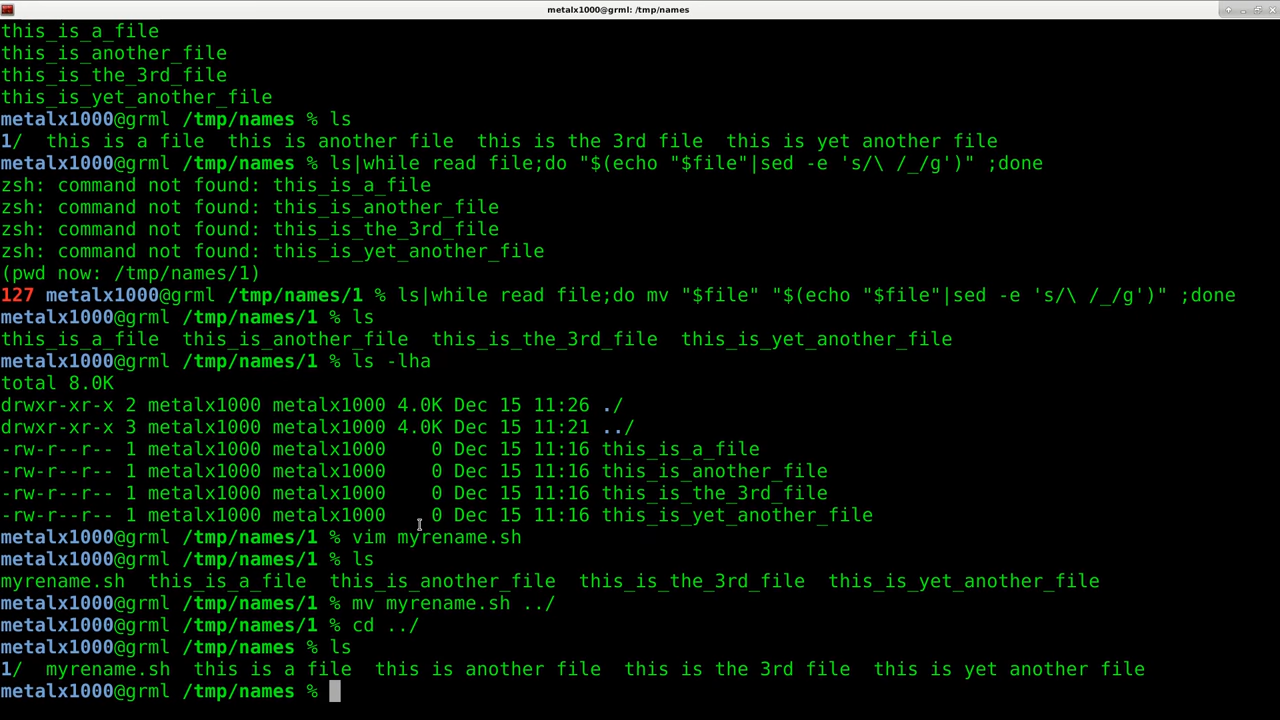 metalx1000@grml: /tmp/names
this_is_a_file
this_is_another_file
this_is_the_3rd_file
this_is_yet_another_file
metalx1000@grml /tmp/names % ls
1/  this is a file  this is another file  this is the 3rd file  this is yet another file
metalx1000@grml /tmp/names % ls|while read file;do "$(echo "$file"|sed -e 's/\ /_/g')" ;done
zsh: command not found: this_is_a_file
zsh: command not found: this_is_another_file
zsh: command not found: this_is_the_3rd_file
zsh: command not found: this_is_yet_another_file
(pwd now: /tmp/names/1)
127 metalx1000@grml /tmp/names/1 % ls|while read file;do mv "$file" "$(echo "$file"|sed -e 's/\ /_/g')" ;done
metalx1000@grml /tmp/names/1 % ls
this_is_a_file  this_is_another_file  this_is_the_3rd_file  this_is_yet_another_file
metalx1000@grml /tmp/names/1 % ls -lha
total 8.0K
drwxr-xr-x 2 metalx1000 metalx1000 4.0K Dec 15 11:26 ./
drwxr-xr-x 3 metalx1000 metalx1000 4.0K Dec 15 11:21 ../
-rw-r--r-- 1 metalx1000 metalx1000    0 Dec 15 11:16 this_is_a_file
-rw-r--r-- 1 metalx1000 metalx1000    0 Dec 15 11:16 this_is_another_file
-rw-r--r-- 1 metalx1000 metalx1000    0 Dec 15 11:16 this_is_the_3rd_file
-rw-r--r-- 1 metalx1000 metalx1000    0 Dec 15 11:16 this_is_yet_another_file
metalx1000@grml /tmp/names/1 % vim myrename.sh
metalx1000@grml /tmp/names/1 % ls
myrename.sh  this_is_a_file  this_is_another_file  this_is_the_3rd_file  this_is_yet_another_file
metalx1000@grml /tmp/names/1 % mv myrename.sh ../
metalx1000@grml /tmp/names/1 % cd ../
metalx1000@grml /tmp/names % ls
1/  myrename.sh  this is a file  this is another file  this is the 3rd file  this is yet another file
metalx1000@grml /tmp/names %